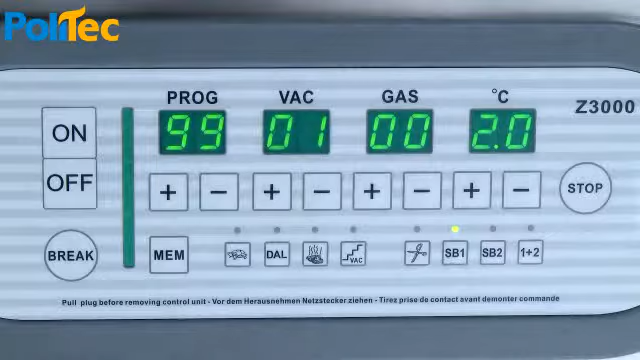 PoliTec
PROG VAC GAS °C
Z3000
ON
99 01 00 2.0
OFF
+ - + - + - + -
STOP
BREAK
MEM
DAL
VAC
SB1 SB2 1+2
Pull plug before removing control unit - Vor dem Herausnehmen Netzstecker ziehen - Tirez prise de contact avant demonter commande